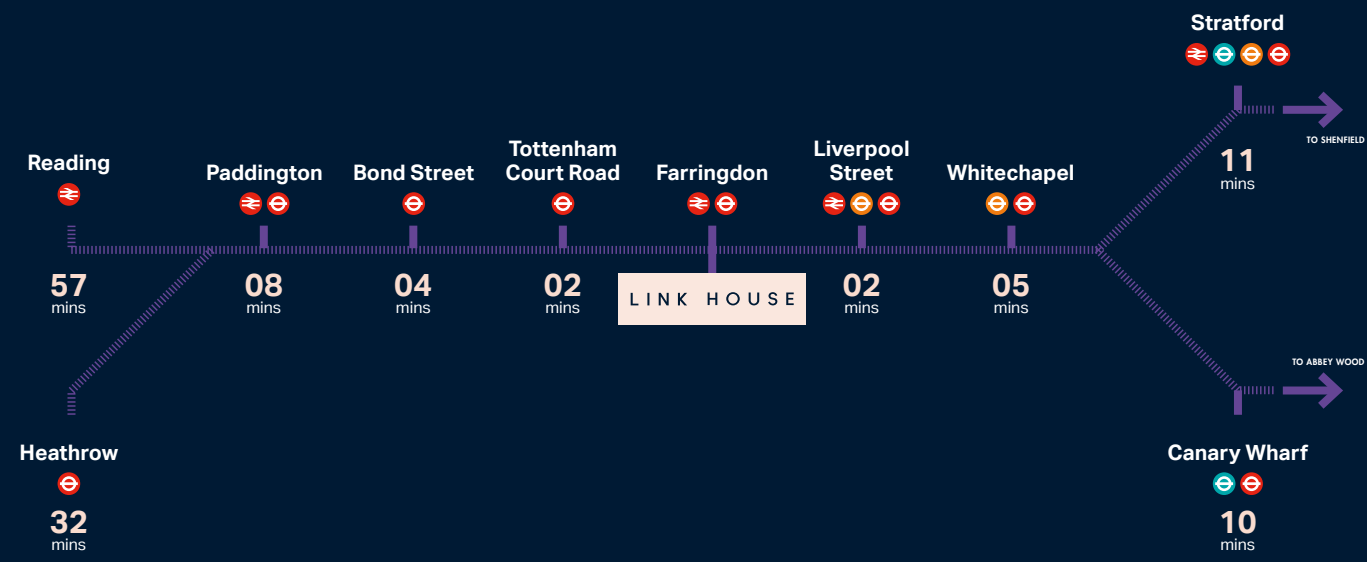 Stratford
TO SHENFIELD
11
mins
Reading
57
mins
Paddington
08
mins
Bond Street
04
mins
Tottenham
Court Road
02
mins
Farringdon
LINK HOUSE
Liverpool
Street
02
mins
Whitechapel
05
mins
TO ABBEY WOOD
Heathrow
32
mins
Canary Wharf
10
mins